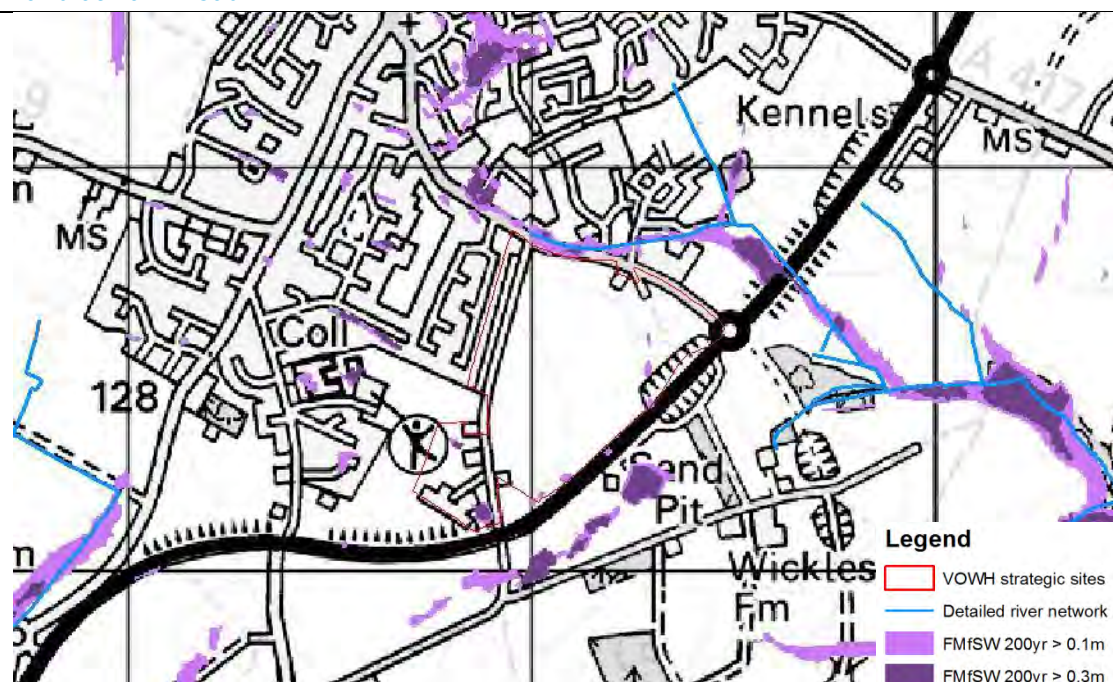 A 417
Kennels
MS
MS
Coll
128
Pit
Wickles
Fm
Legend
VOWH strategic sites
Detailed river network
FMfSW 200yr > 0.1m
FMfSW 200yr > 0.3m